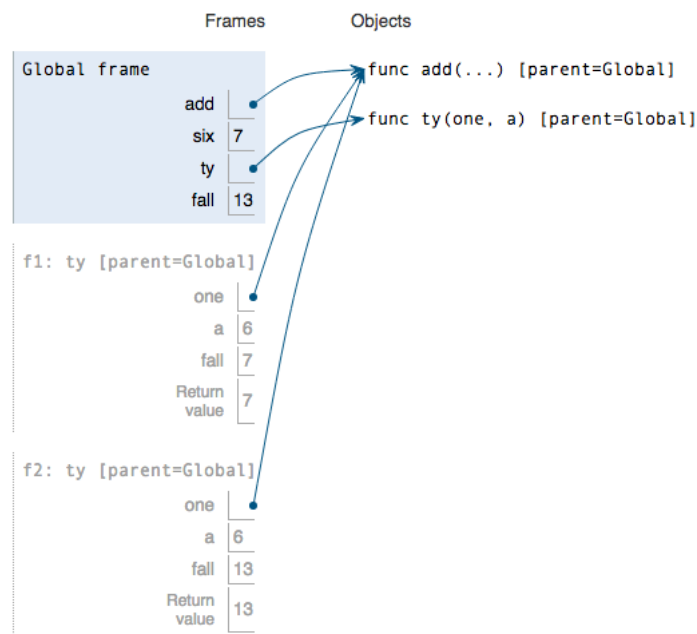 Frames Objects
Global frame
func add(...) [parent=Global]
add
func ty(one, a) [parent=Global]
six 7
ty
fall 13
f1: ty [parent=Global]
one
a 6
fall 7
Return
value 7
f2: ty [parent=Global]
one
a 6
fall 13
Return
value 13